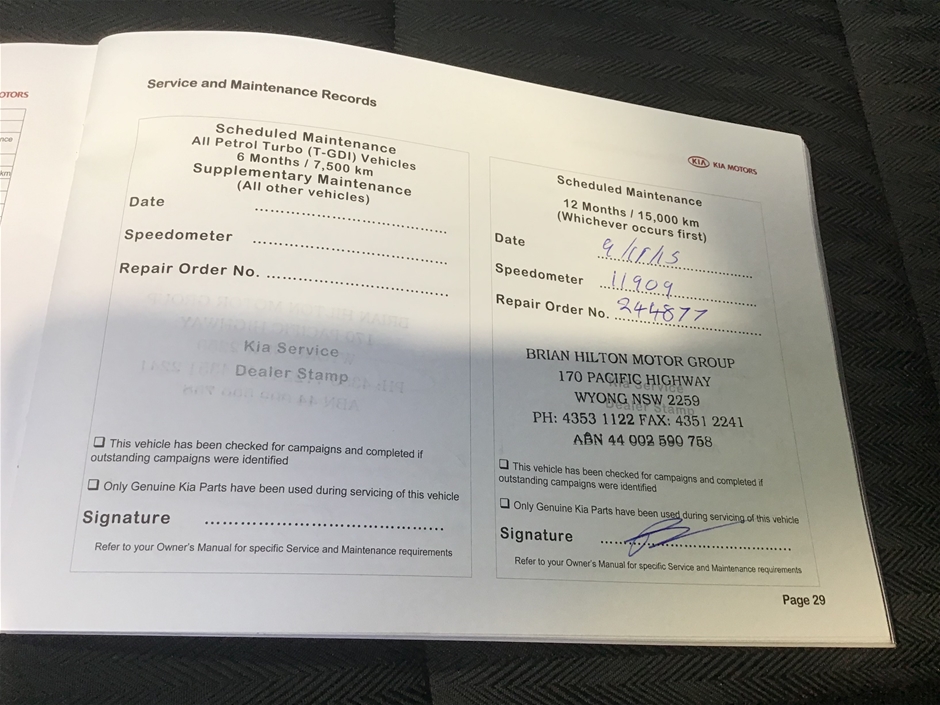 OTORS
nce
km
Service and Maintenance Records
Scheduled Maintenance
All Petrol Turbo (T-GDI) Vehicles
6 Months / 7,500 km
Supplementary Maintenance
(All other vehicles)
Date ..............................
Speedometer ..............................
Repair Order No. ..............................
Kia Service
Dealer Stamp
❑ This vehicle has been checked for campaigns and completed if
outstanding campaigns were identified
❑ Only Genuine Kia Parts have been used during servicing of this vehicle
Signature ..............................
Refer to your Owner's Manual for specific Service and Maintenance requirements
KIA KIA MOTORS
Scheduled Maintenance
12 Months / 15,000 km
(Whichever occurs first)
Date
Speedometer 11909
Repair Order No. 244877
BRIAN HILTON MOTOR GROUP
170 PACIFIC HIGHWAY
Kia Service
WYONG NSW 2259
Dealer Stamp
PH: 4353 1122 FAX: 4351 2241
ABN 44 002 590 758
❑ This vehicle has been checked for campaigns and completed if
outstanding campaigns were identified
❑ Only Genuine Kia Parts have been used during servicing of this vehicle
Signature ..............................
Refer to your Owner's Manual for specific Service and Maintenance requirements
Page 29